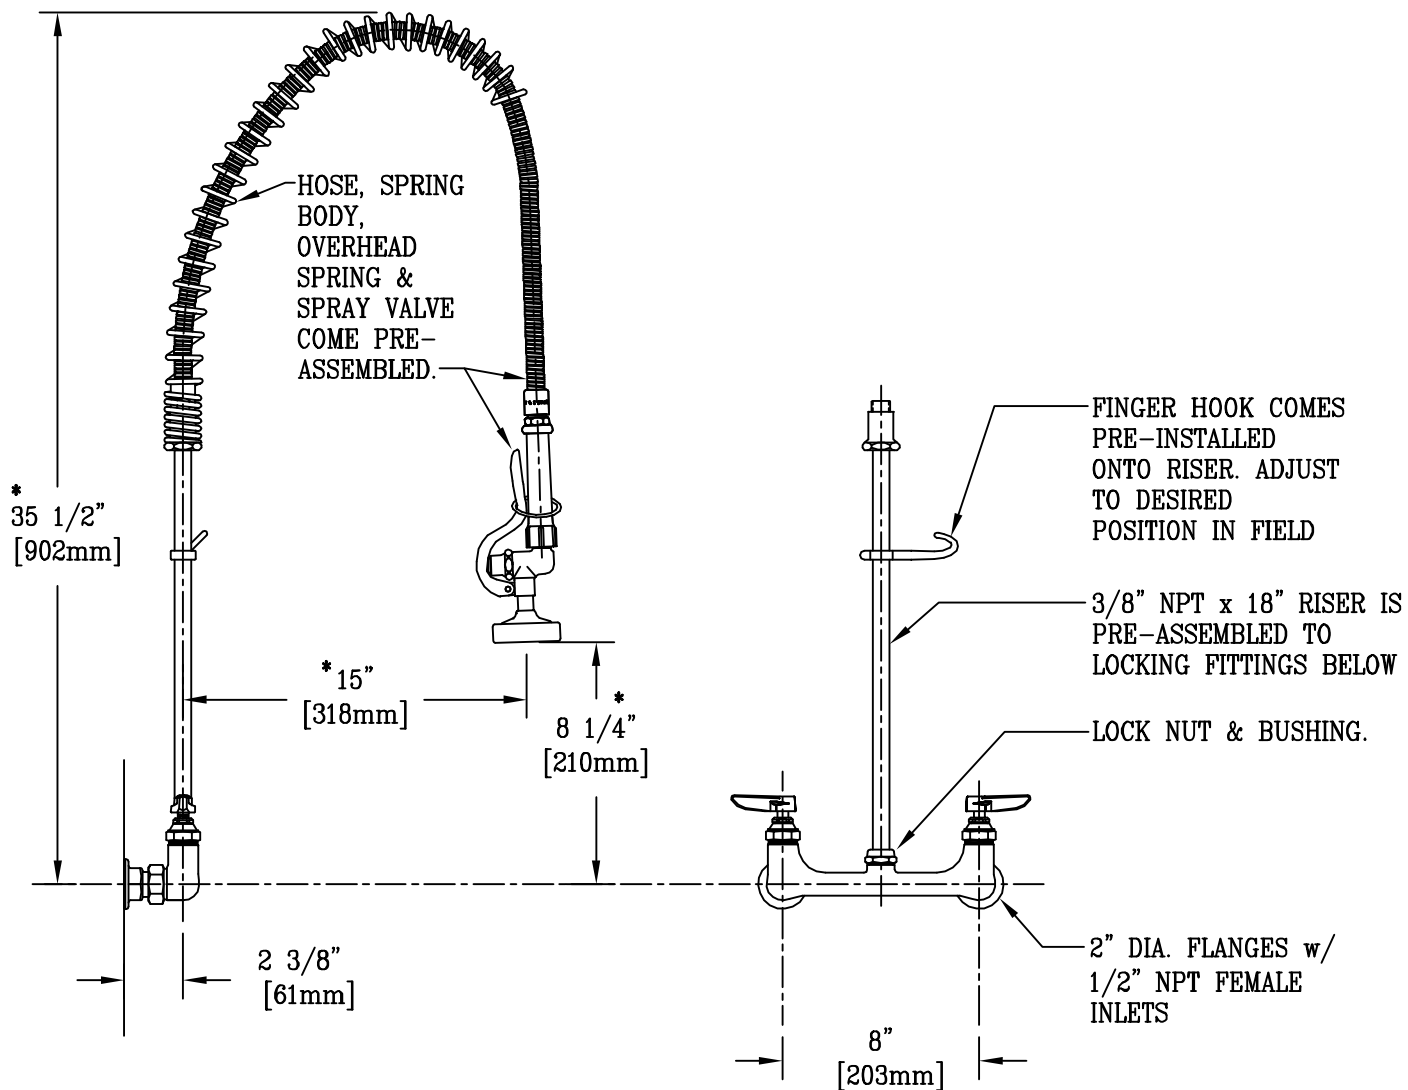 HOSE, SPRING
BODY,
OVERHEAD
SPRING &
SPRAY VALVE
COME PRE-
ASSEMBLED.
*
35 1/2"
[902mm]
*15"
[318mm]
*
8 1/4"
[210mm]
2 3/8"
[61mm]
FINGER HOOK COMES
PRE-INSTALLED
ONTO RISER. ADJUST
TO DESIRED
POSITION IN FIELD
3/8" NPT x 18" RISER IS
PRE-ASSEMBLED TO
LOCKING FITTINGS BELOW
LOCK NUT & BUSHING.
2" DIA. FLANGES w/
1/2" NPT FEMALE
INLETS
8"
[203mm]